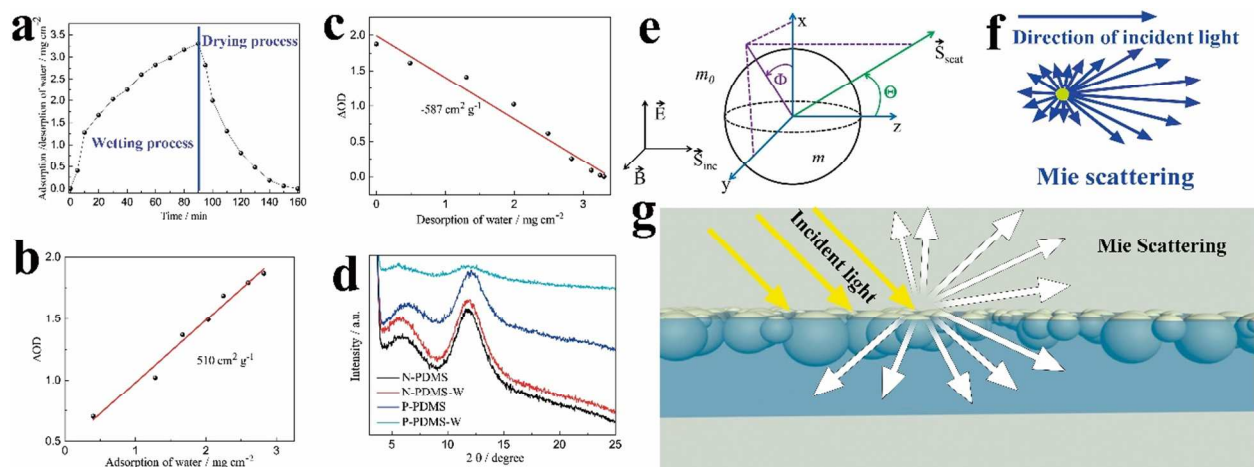 a
Adsorption /desorption of water / mg cm⁻²
3.5
3.0
2.5
2.0
1.5
1.0
0.5
0.0
Drying process
Wetting process
0 20 40 60 80 100 120 140 160
Time / min
b
ΔOD
2.0
1.5
1.0
0.5
510 cm² g⁻¹
0 1 2 3
Adsorption of water / mg cm⁻²
c
ΔOD
2.0
1.5
1.0
0.5
0.0
-587 cm² g⁻¹
0 1 2 3
Desorption of water / mg cm⁻²
d
Intensity / a.u.
N-PDMS
N-PDMS-W
P-PDMS
P-PDMS-W
5 10 15 20 25
2 θ / degree
e
x
S⃗scat
m₀
Φ
Θ
z
m
y
E⃗
S⃗inc
B⃗
f
Direction of incident light
Mie scattering
g
Incident light
Mie Scattering